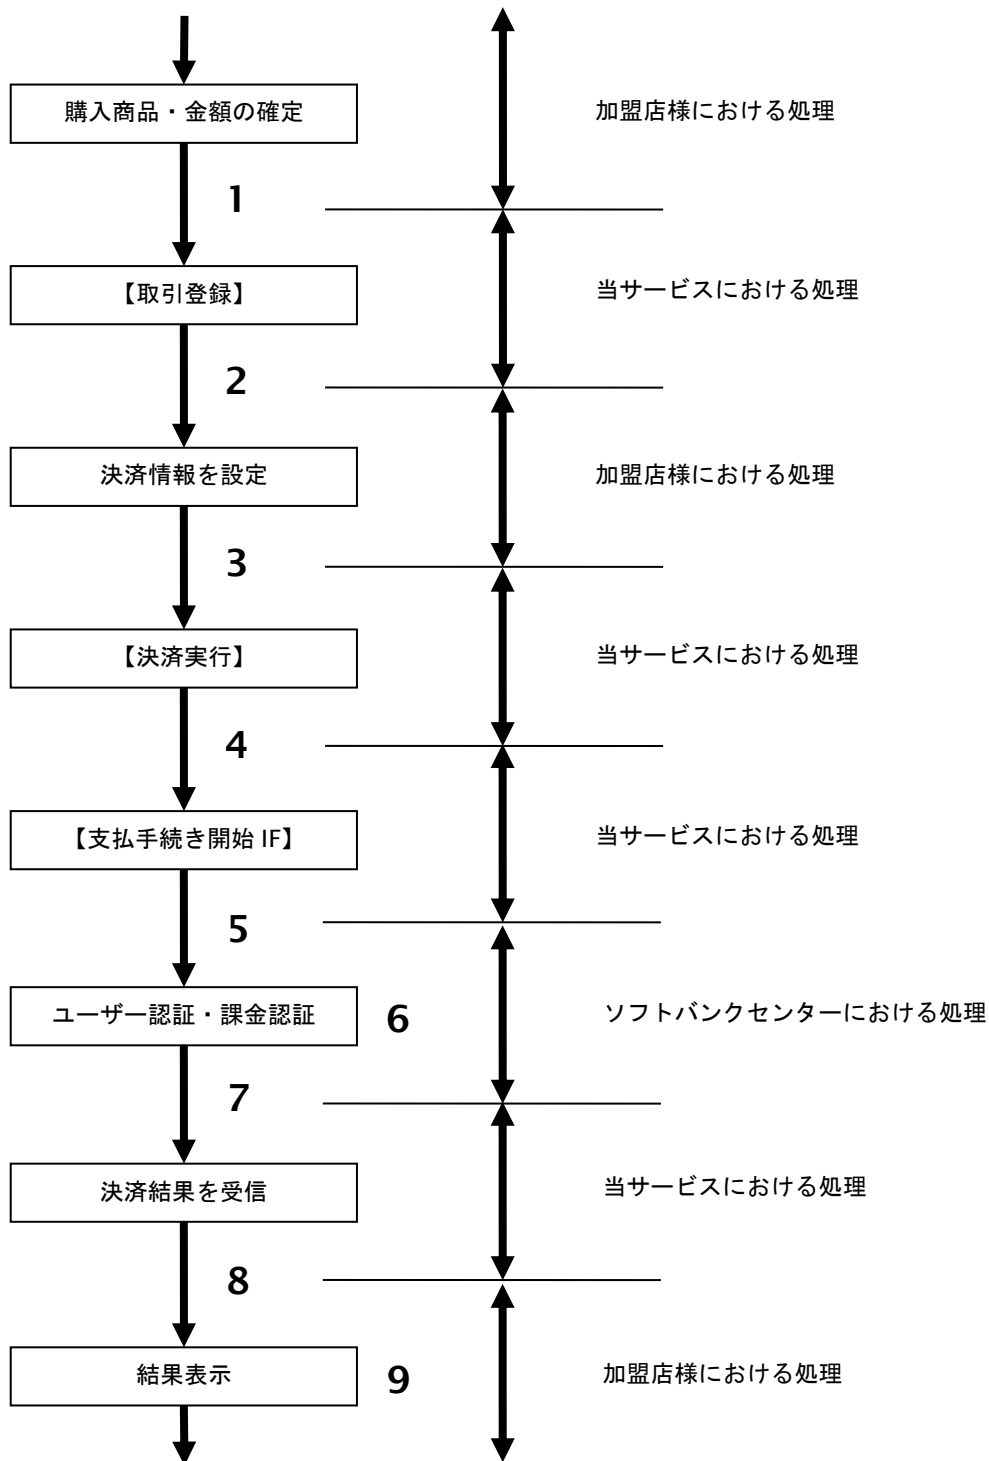 購入商品・金額の確定
加盟店様における処理
1
【取引登録】
当サービスにおける処理
2
決済情報を設定
加盟店様における処理
3
【決済実行】
当サービスにおける処理
4
【支払手続き開始 IF】
当サービスにおける処理
5
ユーザー認証・課金認証
6
ソフトバンクセンターにおける処理
7
決済結果を受信
当サービスにおける処理
8
結果表示
9
加盟店様における処理